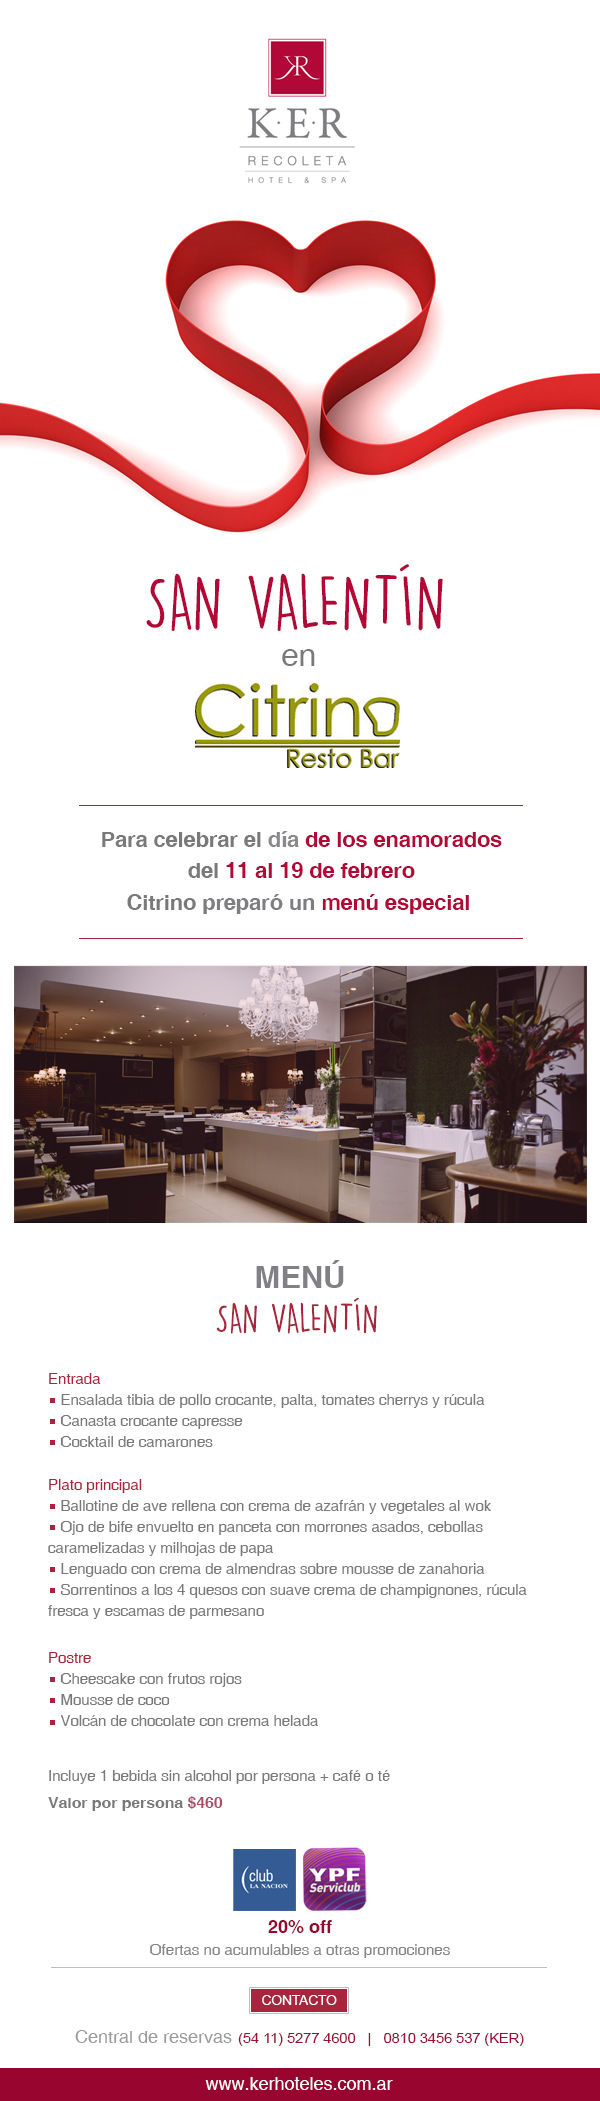 KR
K·E·R
RECOLETA
HOTEL & SPA
SAN VALENTÍN
en
Citrino
Resto Bar
Para celebrar el día de los enamorados
del 11 al 19 de febrero
Citrino preparó un menú especial
MENÚ
SAN VALENTÍN
Entrada
▪ Ensalada tibia de pollo crocante, palta, tomates cherrys y rúcula
▪ Canasta crocante capresse
▪ Cocktail de camarones
Plato principal
▪ Ballotine de ave rellena con crema de azafrán y vegetales al wok
▪ Ojo de bife envuelto en panceta con morrones asados, cebollas
caramelizadas y milhojas de papa
▪ Lenguado con crema de almendras sobre mousse de zanahoria
▪ Sorrentinos a los 4 quesos con suave crema de champignones, rúcula
fresca y escamas de parmesano
Postre
▪ Cheescake con frutos rojos
▪ Mousse de coco
▪ Volcán de chocolate con crema helada
Incluye 1 bebida sin alcohol por persona + café o té
Valor por persona $460
club LA NACION
YPF Serviclub
20% off
Ofertas no acumulables a otras promociones
CONTACTO
Central de reservas (54 11) 5277 4600 | 0810 3456 537 (KER)
www.kerhoteles.com.ar